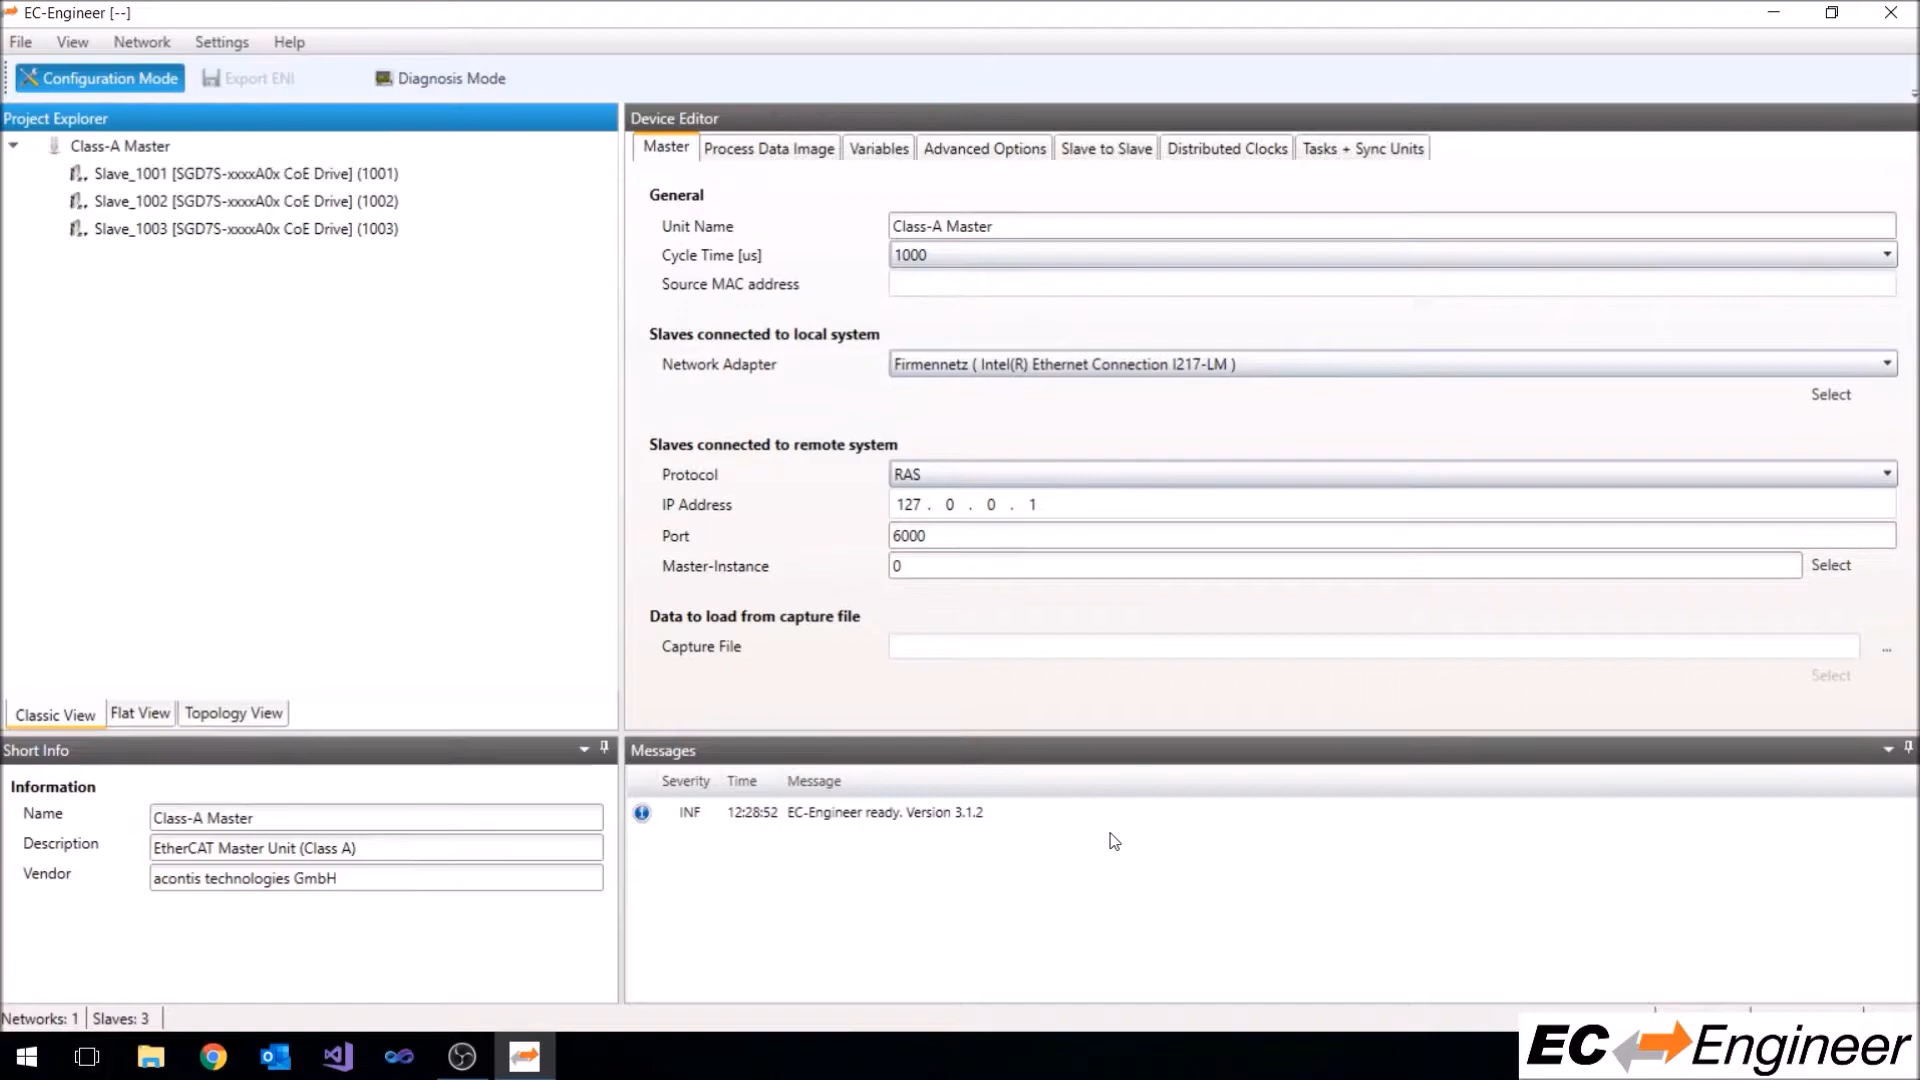 EC-Engineer [--]
File View Network Settings Help
Configuration Mode Export ENI Diagnosis Mode
Project Explorer
Class-A Master
Slave_1001 [SGD7S-xxxxA0x CoE Drive] (1001)
Slave_1002 [SGD7S-xxxxA0x CoE Drive] (1002)
Slave_1003 [SGD7S-xxxxA0x CoE Drive] (1003)
Classic View Flat View Topology View
Device Editor
Master Process Data Image Variables Advanced Options Slave to Slave Distributed Clocks Tasks + Sync Units
General
Unit Name Class-A Master
Cycle Time [us] 1000
Source MAC address
Slaves connected to local system
Network Adapter Firmennetz ( Intel(R) Ethernet Connection I217-LM )
Select
Slaves connected to remote system
Protocol RAS
IP Address 127 . 0 . 0 . 1
Port 6000
Master-Instance 0 Select
Data to load from capture file
Capture File ...
Select
Short Info
Information
Name Class-A Master
Description EtherCAT Master Unit (Class A)
Vendor acontis technologies GmbH
Messages
Severity Time Message
INF 12:28:52 EC-Engineer ready. Version 3.1.2
Networks: 1 Slaves: 3
EC Engineer